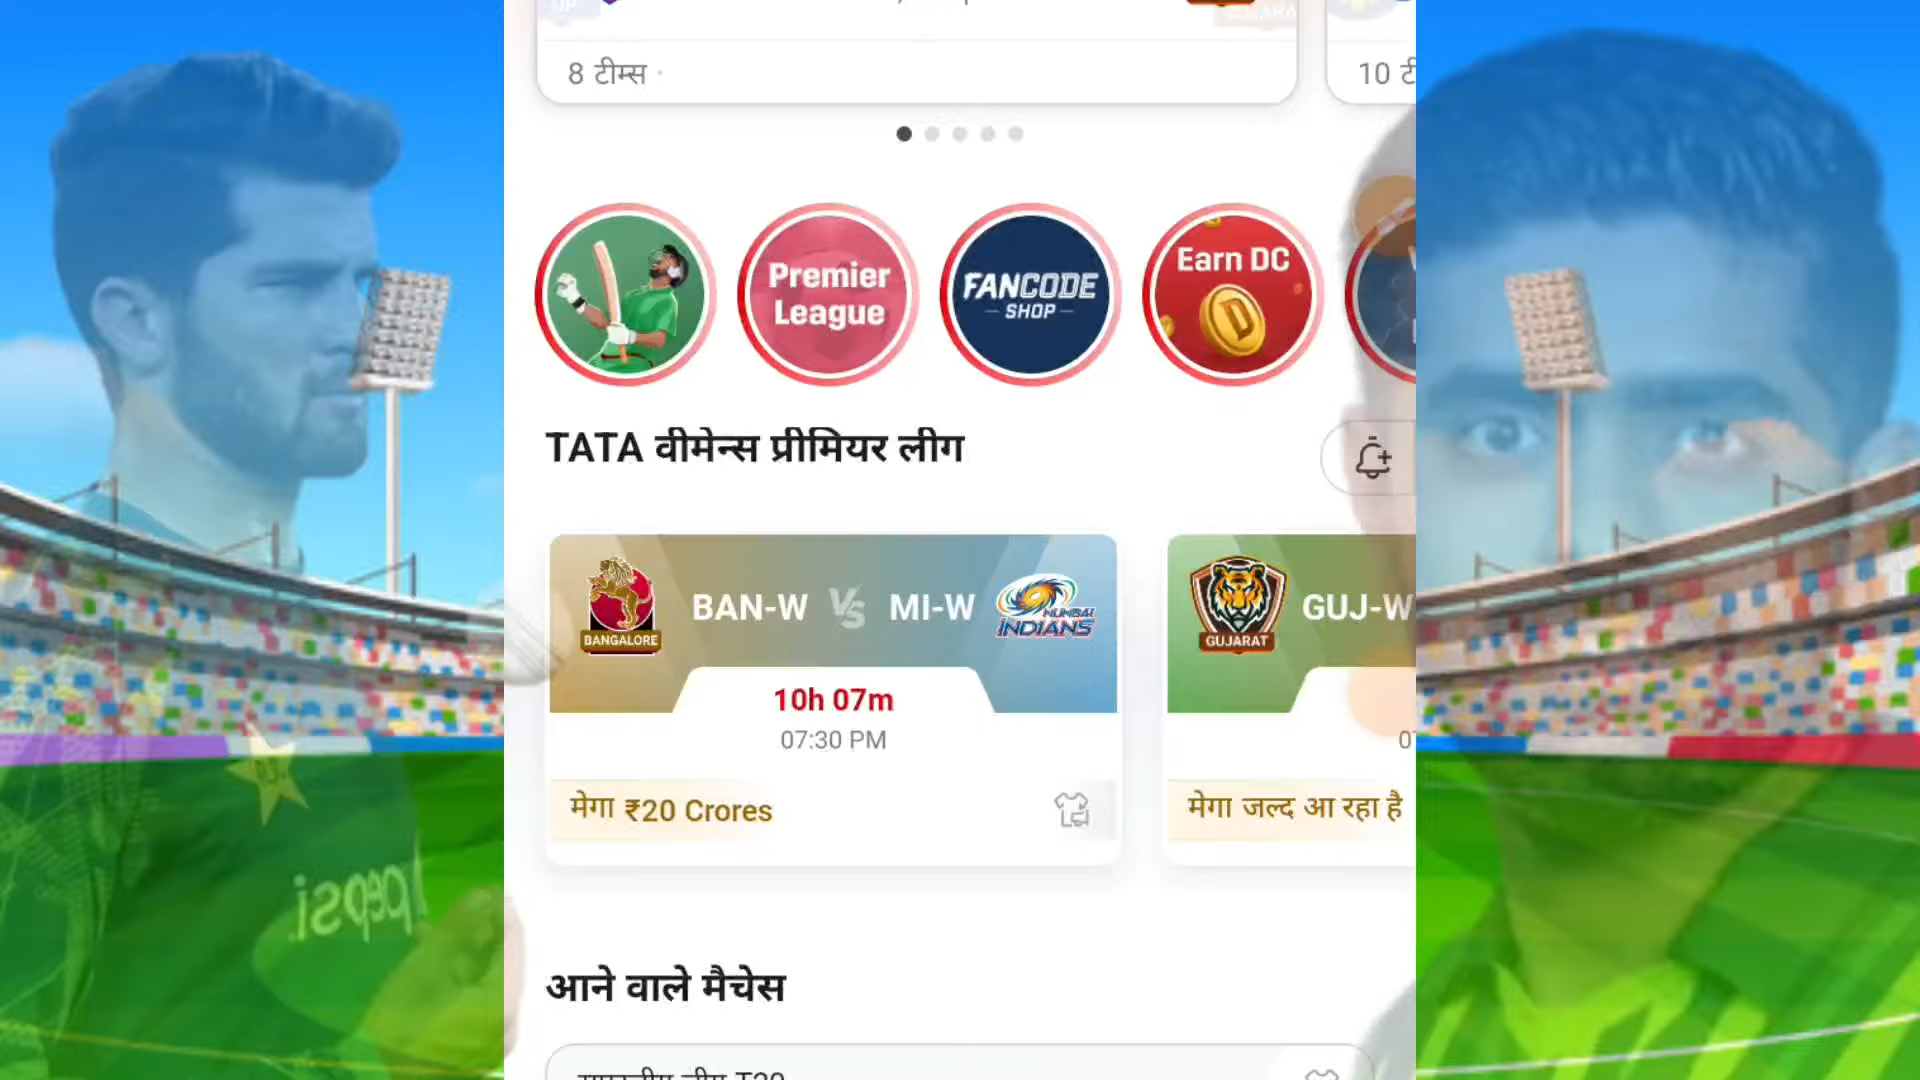 8 टीम्स
10
Premier
League
FANCODE
SHOP
Earn DC
D
TATA वीमेन्स प्रीमियर लीग
BANGALORE
BAN-W
VS
MI-W
MUMBAI
INDIANS
GUJARAT
GUJ-W
10h 07m
07:30 PM
मेगा ₹20 Crores
मेगा जल्द आ रहा है
pepsi
आने वाले मैचेस
T20